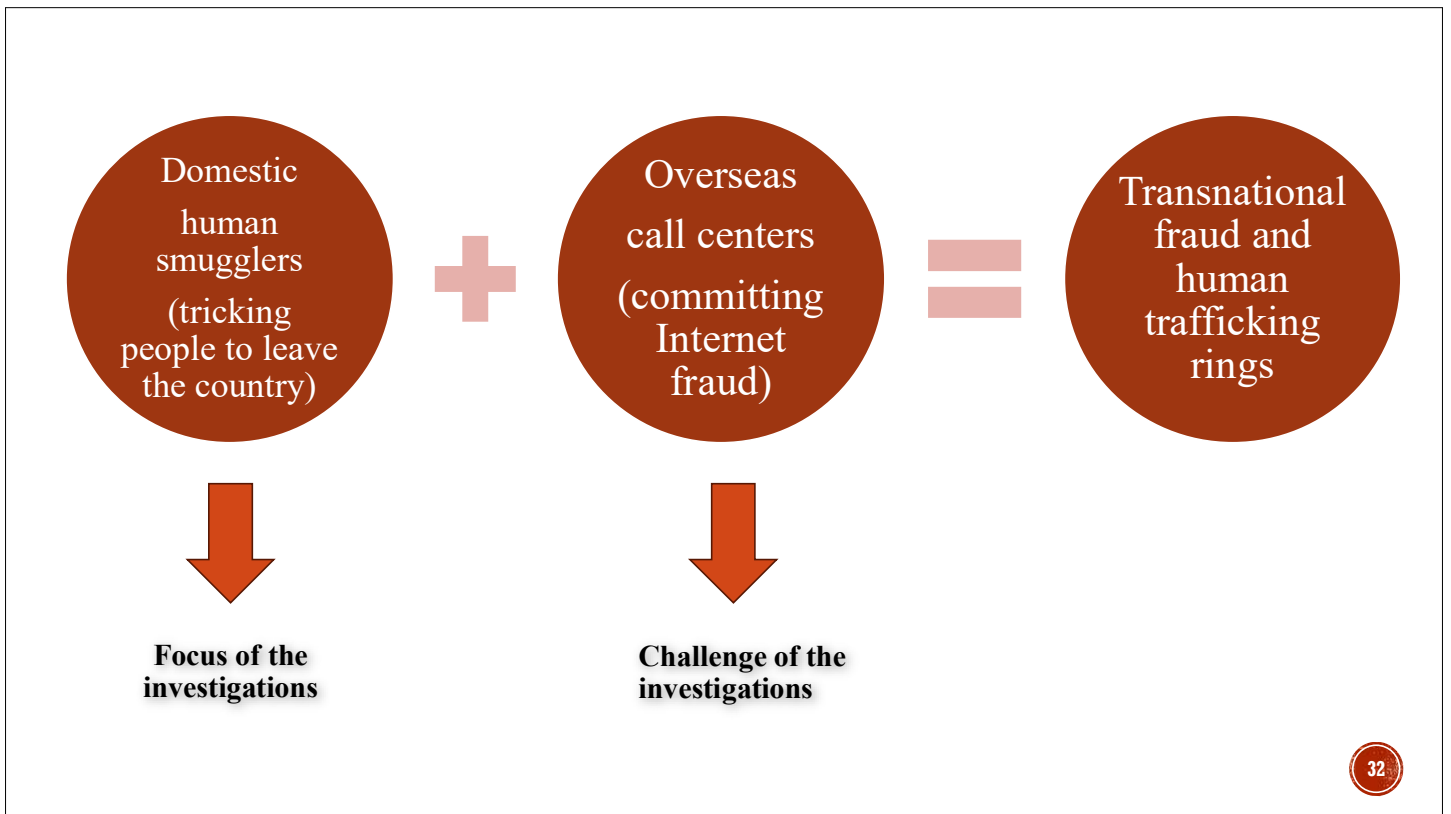 Domestic
human
smugglers
(tricking
people to leave
the country)
Overseas
call centers
(committing
Internet
fraud)
Transnational
fraud and
human
trafficking
rings
Focus of the
investigations
Challenge of the
investigations
32